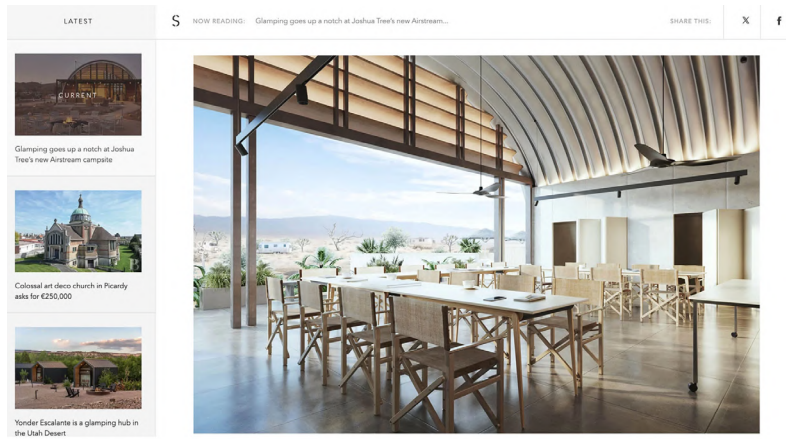 LATEST
S NOW READING: Glamping goes up a notch at Joshua Tree's new Airstream... SHARE THIS: X f
CURRENT
Glamping goes up a notch at Joshua
Tree's new Airstream campsite
Colossal art deco church in Picardy
asks for €250,000
Yonder Escalante is a glamping hub in
the Utah Desert